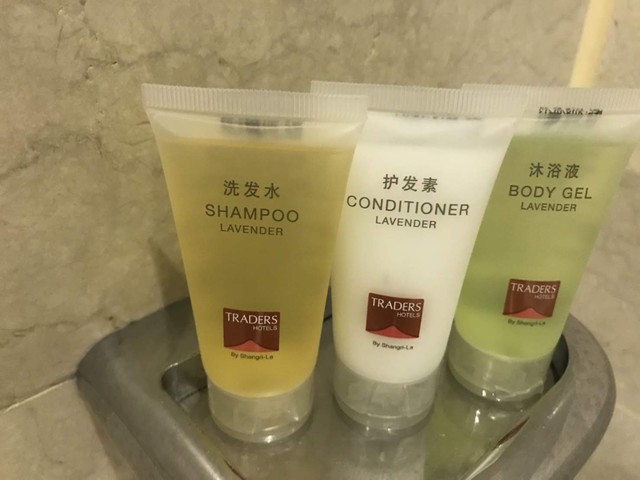 洗发水
SHAMPOO
LAVENDER
TRADERS
HOTELS
By Shangri-La
护发素
CONDITIONER
LAVENDER
TRADERS
HOTELS
By Shangri-La
沐浴液
BODY GEL
LAVENDER
TRADERS
HOTELS
By Shangri-La